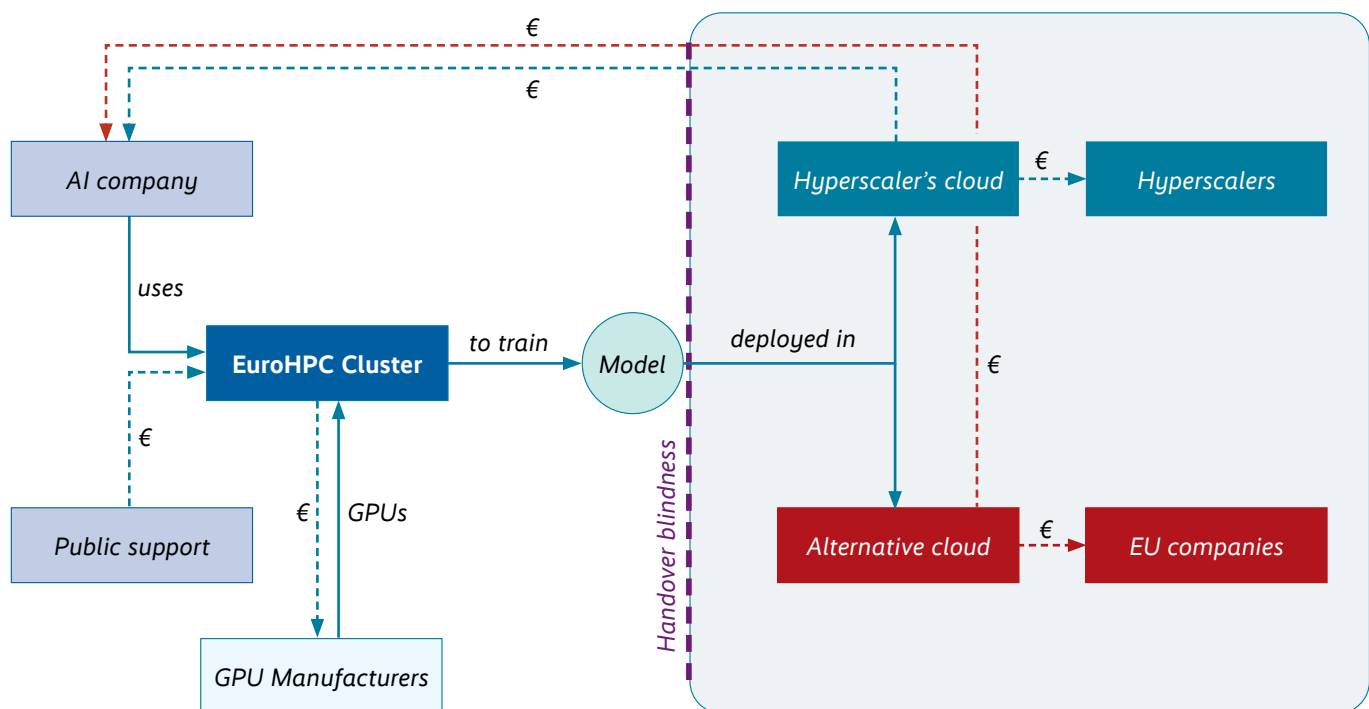 €
€
AI company
Hyperscaler’s cloud
€
Hyperscalers
uses
EuroHPC Cluster
to train
Model
deployed in
€
€
Public support
€
GPUs
Handover blindness
Alternative cloud
€
EU companies
GPU Manufacturers